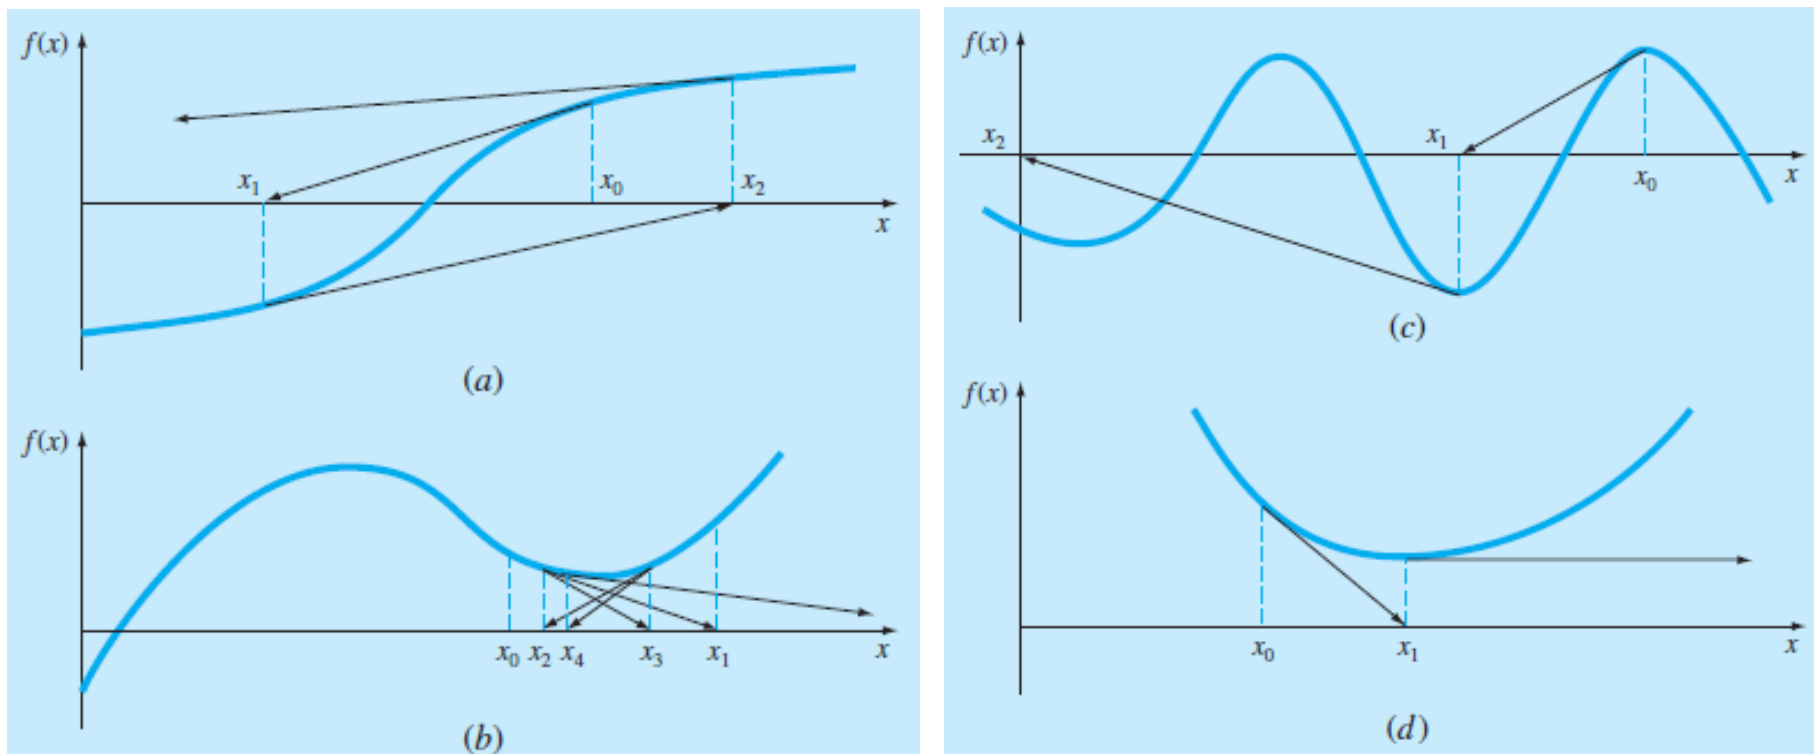 f(x)
x₁
x₀
x₂
x
(a)
f(x)
x₀ x₂ x₄ x₃ x₁ x
(b)
f(x)
x₂
x₁
x₀
x
(c)
f(x)
x₀ x₁ x
(d)